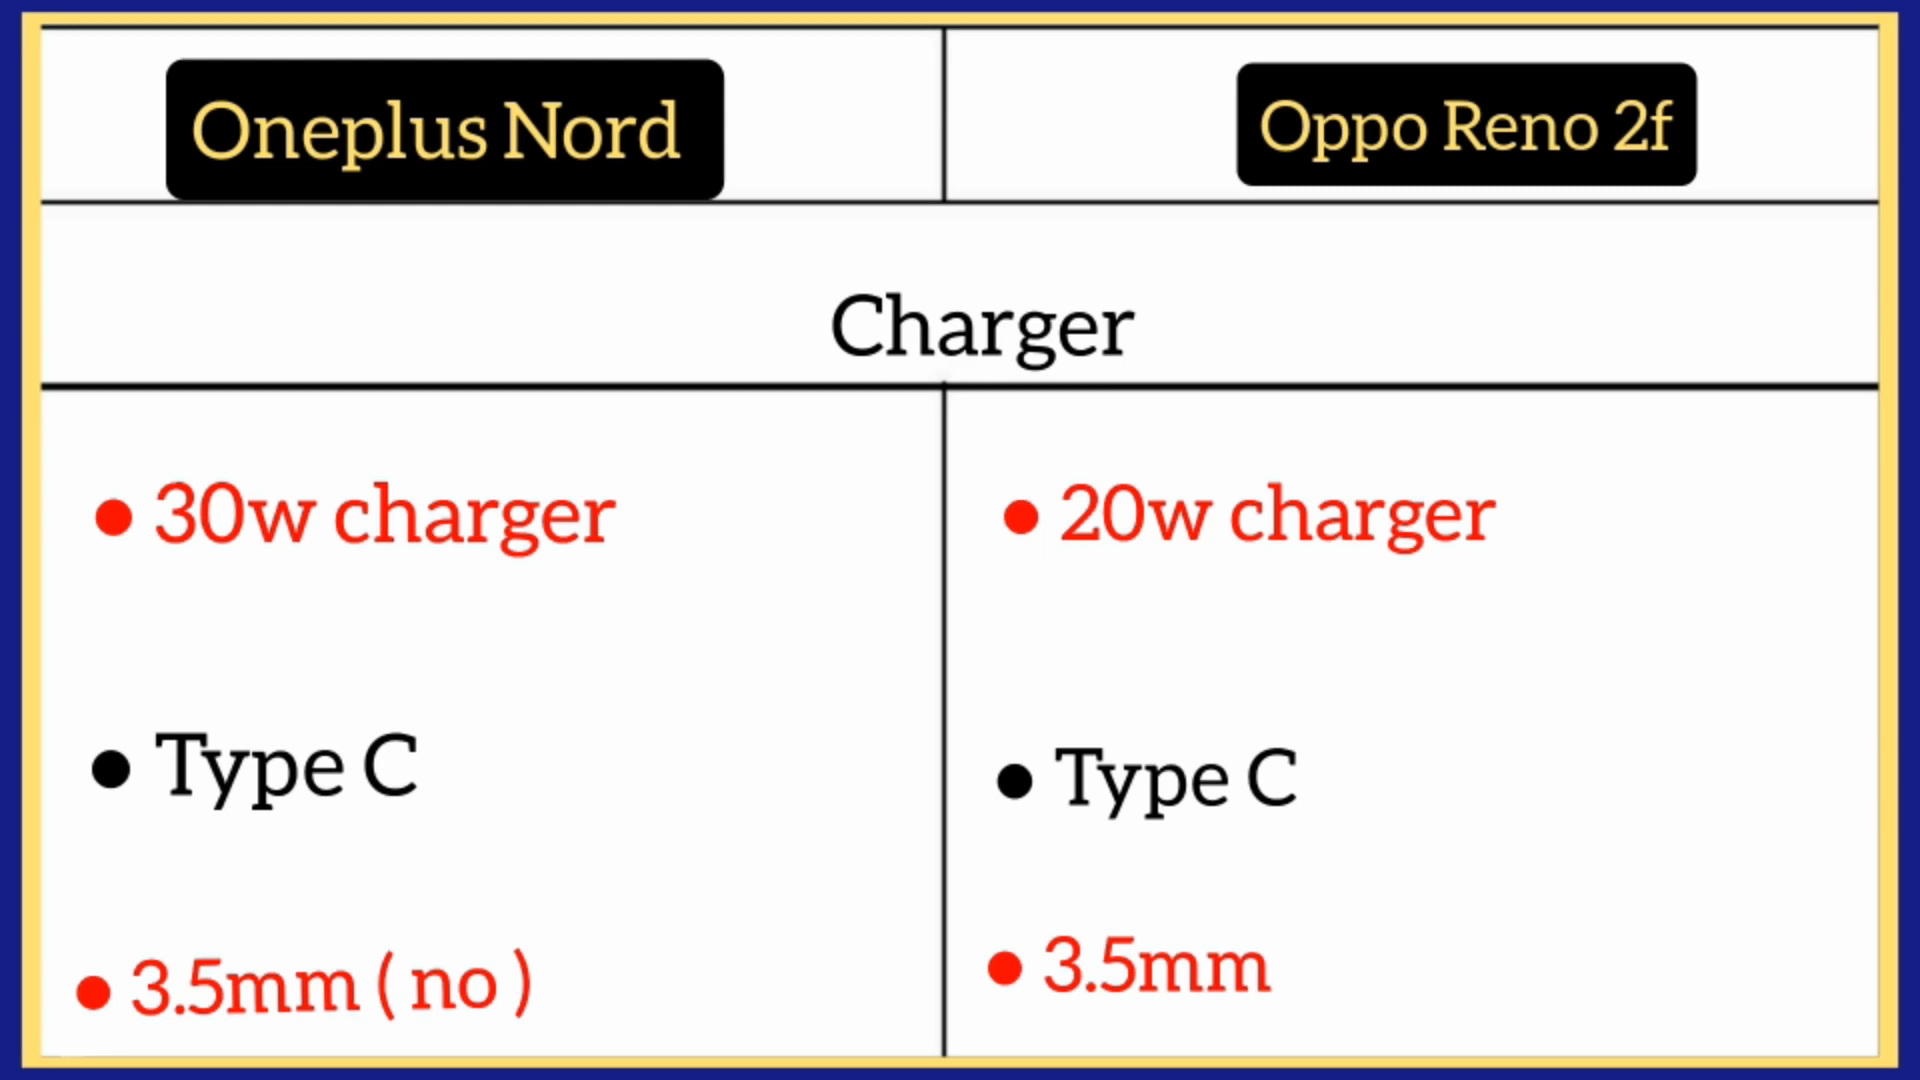 Oneplus Nord
Oppo Reno 2f
Charger
● 30w charger
● 20w charger
● Type C
● Type C
● 3.5mm ( no )
● 3.5mm